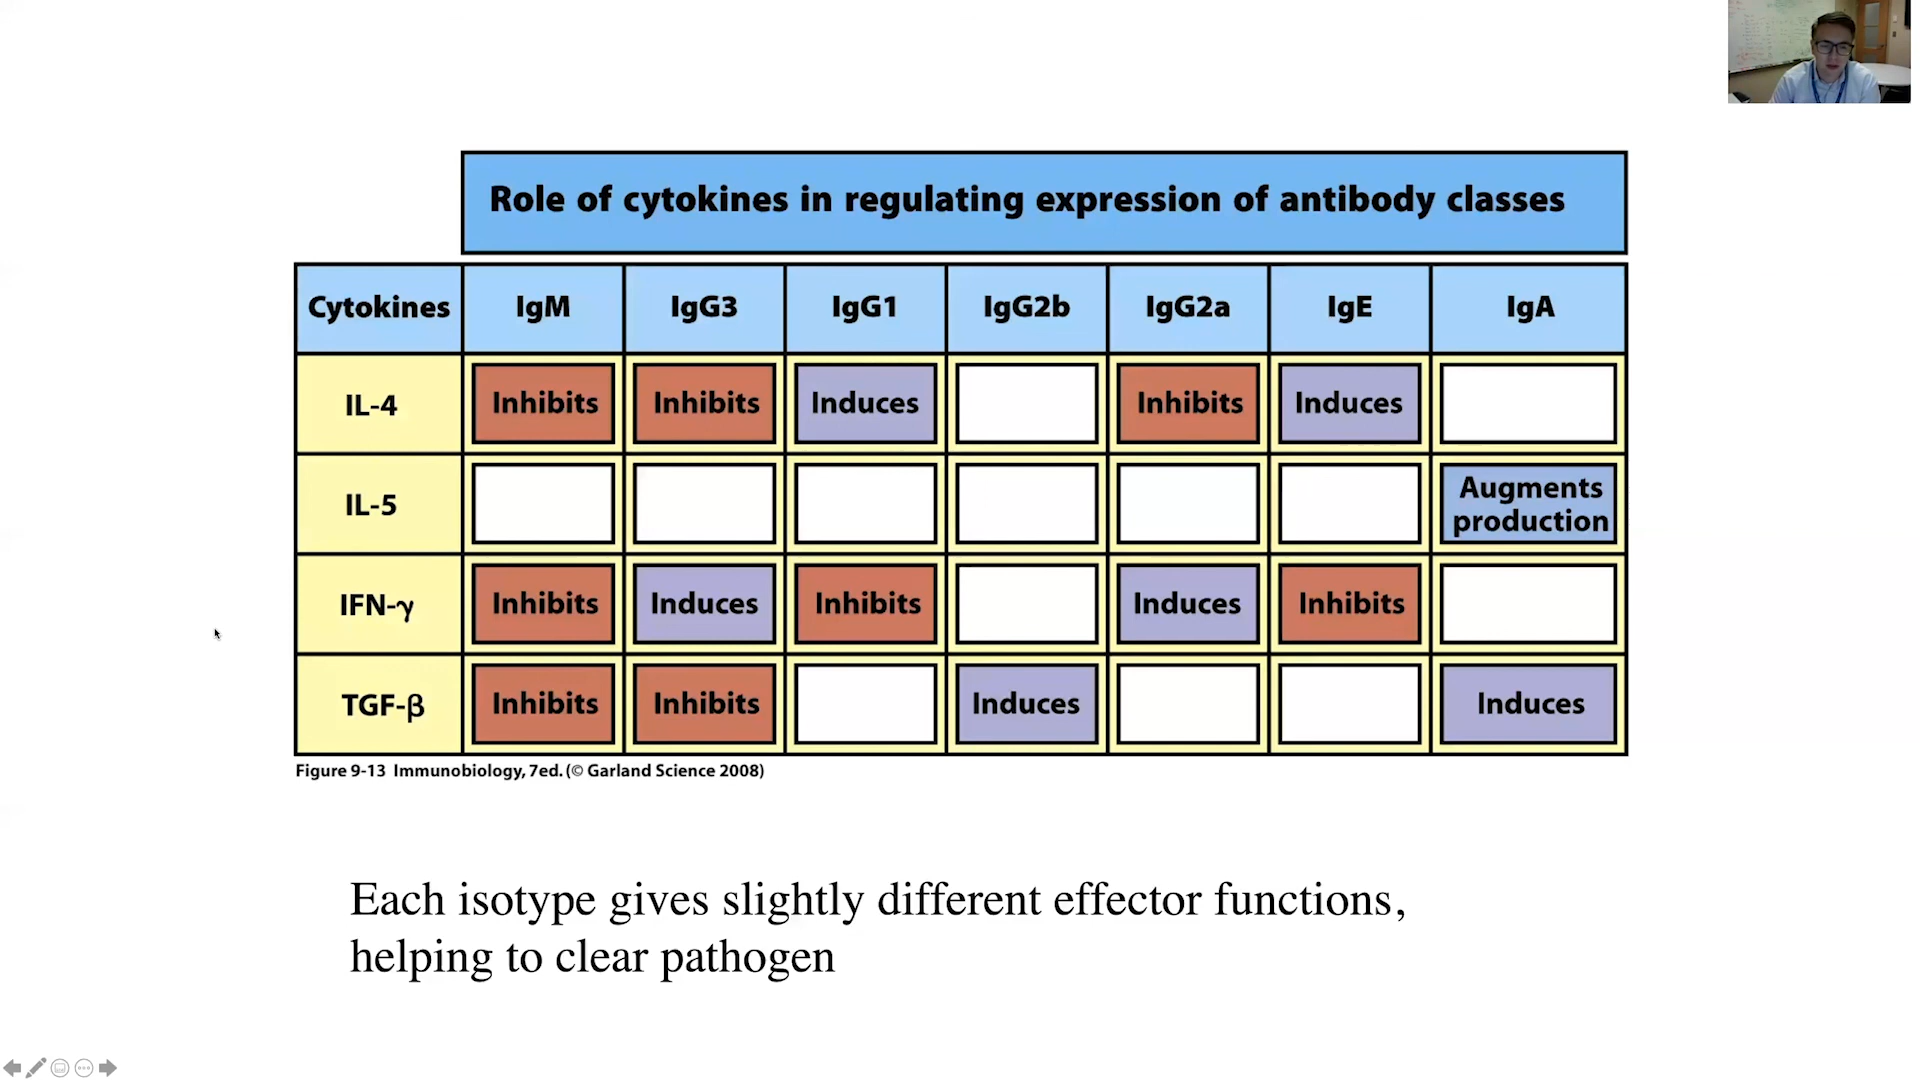 Role of cytokines in regulating expression of antibody classes
Cytokines IgM IgG3 IgG1 IgG2b IgG2a IgE IgA
IL-4 Inhibits Inhibits Induces Inhibits Induces
IL-5 Augments production
IFN-γ Inhibits Induces Inhibits Induces Inhibits
TGF-β Inhibits Inhibits Induces Induces
Figure 9-13 Immunobiology, 7ed. (© Garland Science 2008)
Each isotype gives slightly different effector functions,
helping to clear pathogen